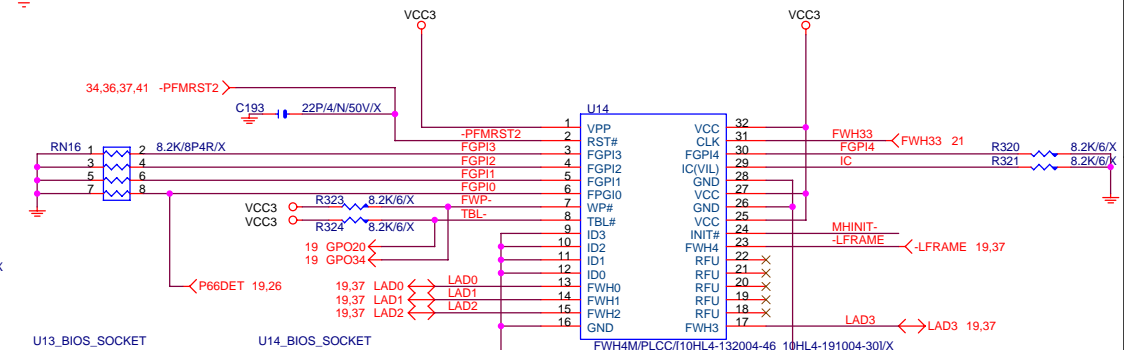 VCC3 VCC3
34,36,37,41 -PFMRST2
C193 22P/4/N/50V/X
U14
1 VPP VCC 32
-PFMRST2 2 RST# CLK 31 FWH33 FWH33 21
RN16 1 2 8.2K/8P4R/X FGPI3 3 FGPI3 FGPI4 30 FGPI4 R320 8.2K/6/X
3 4 FGPI2 4 FGPI2 IC(VIL) 29 IC R321 8.2K/6/X
5 6 FGPI1 5 FGPI1 GND 28
7 8 FGPI0 6 FPGI0 VCC 27
VCC3 R323 8.2K/6/X FWP- 7 WP# GND 26
VCC3 R324 8.2K/6/X TBL- 8 TBL# VCC 25
9 ID3 INIT# 24 MHINIT-
19 GPO20 10 ID2 FWH4 23 -LFRAME -LFRAME 19,37
19 GPO34 11 ID1 RFU 22
12 ID0 RFU 21
P66DET 19,26 19,37 LAD0 LAD0 13 FWH0 RFU 20
19,37 LAD1 LAD1 14 FWH1 RFU 19
19,37 LAD2 LAD2 15 FWH2 RFU 18
16 GND FWH3 17 LAD3 LAD3 19,37
X
U13_BIOS_SOCKET U14_BIOS_SOCKET FWH4M/PLCC/[10HL4-132004-46_10HL4-191004-30]/X